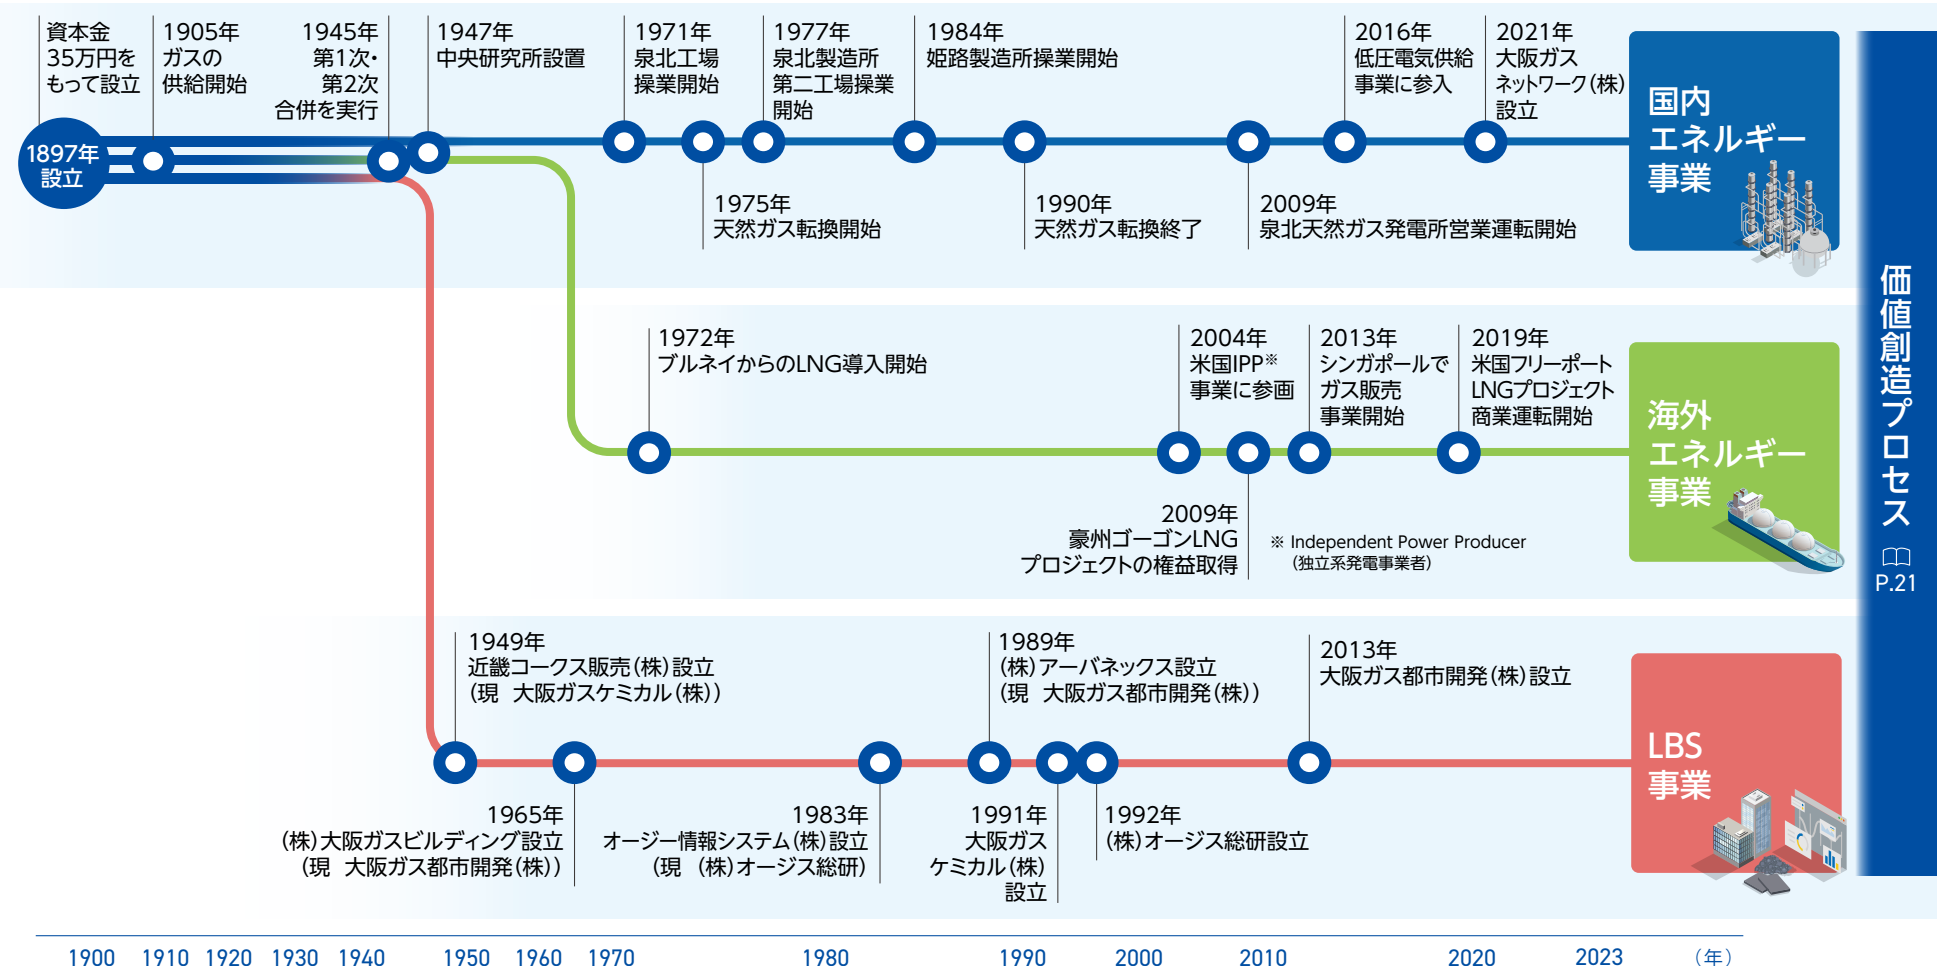 資本金
35万円を
もって設立
1905年
ガスの
供給開始
1945年
第1次・
第2次
合併を実行
1947年
中央研究所設置
1971年
泉北工場
操業開始
1977年
泉北製造所
第二工場操業
開始
1984年
姫路製造所操業開始
2016年
低圧電気供給
事業に参入
2021年
大阪ガス
ネットワーク(株)
設立
1897年
設立
1975年
天然ガス転換開始
1990年
天然ガス転換終了
2009年
泉北天然ガス発電所営業運転開始
国内
エネルギー
事業
1972年
ブルネイからのLNG導入開始
2004年
米国IPP※
事業に参画
2013年
シンガポールで
ガス販売
事業開始
2019年
米国フリーポート
LNGプロジェクト
商業運転開始
2009年
豪州ゴーゴンLNG
プロジェクトの権益取得
※ Independent Power Producer
(独立系発電事業者)
海外
エネルギー
事業
1949年
近畿コークス販売(株)設立
(現 大阪ガスケミカル(株))
1989年
(株)アーバネックス設立
(現 大阪ガス都市開発(株))
2013年
大阪ガス都市開発(株)設立
1965年
(株)大阪ガスビルディング設立
(現 大阪ガス都市開発(株))
1983年
オージー情報システム(株)設立
(現 (株)オージス総研)
1991年
大阪ガス
ケミカル(株)
設立
1992年
(株)オージス総研設立
LBS
事業
価値創造プロセス
P.21
1900 1910 1920 1930 1940 1950 1960 1970 1980 1990 2000 2010 2020 2023 (年)